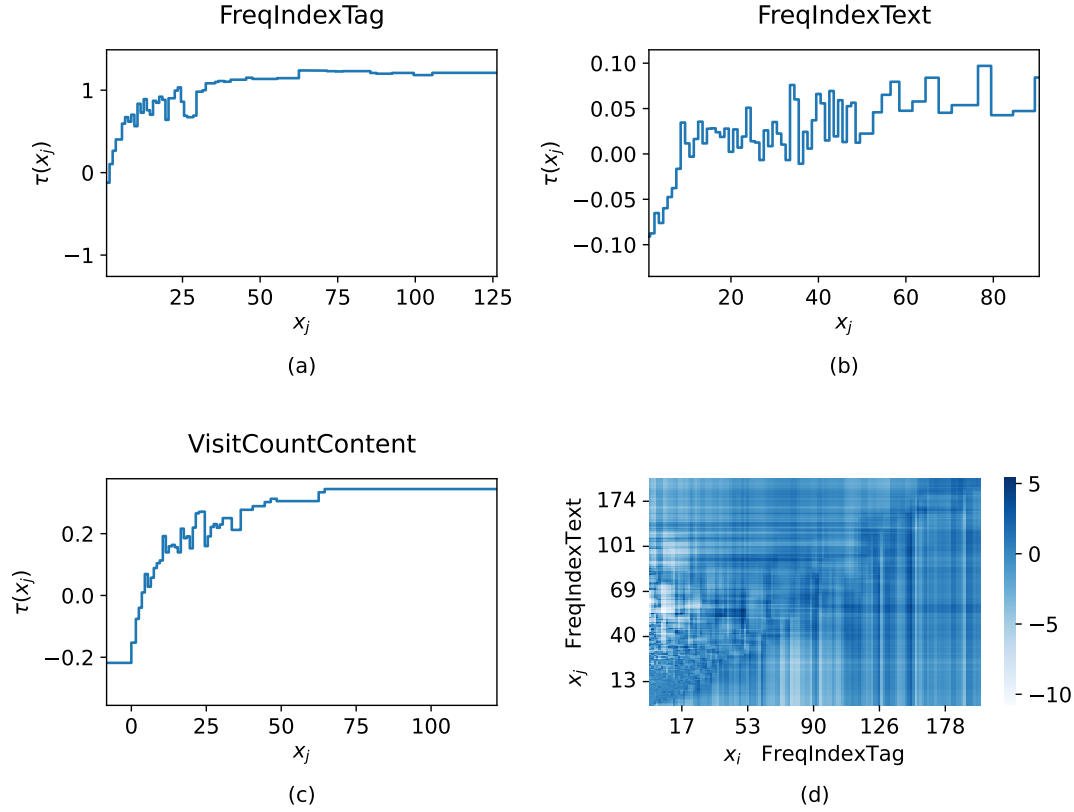 FreqIndexTag
τ(xⱼ)
1
0
−1
25
50
75
100
125
xⱼ
(a)
FreqIndexText
τ(xⱼ)
0.10
0.05
0.00
−0.05
−0.10
20
40
60
80
xⱼ
(b)
VisitCountContent
τ(xⱼ)
0.2
0.0
−0.2
0
25
50
75
100
xⱼ
(c)
xⱼ FreqIndexText
174
101
69
40
13
17
53
90
126
178
xᵢ FreqIndexTag
5
0
−5
−10
(d)